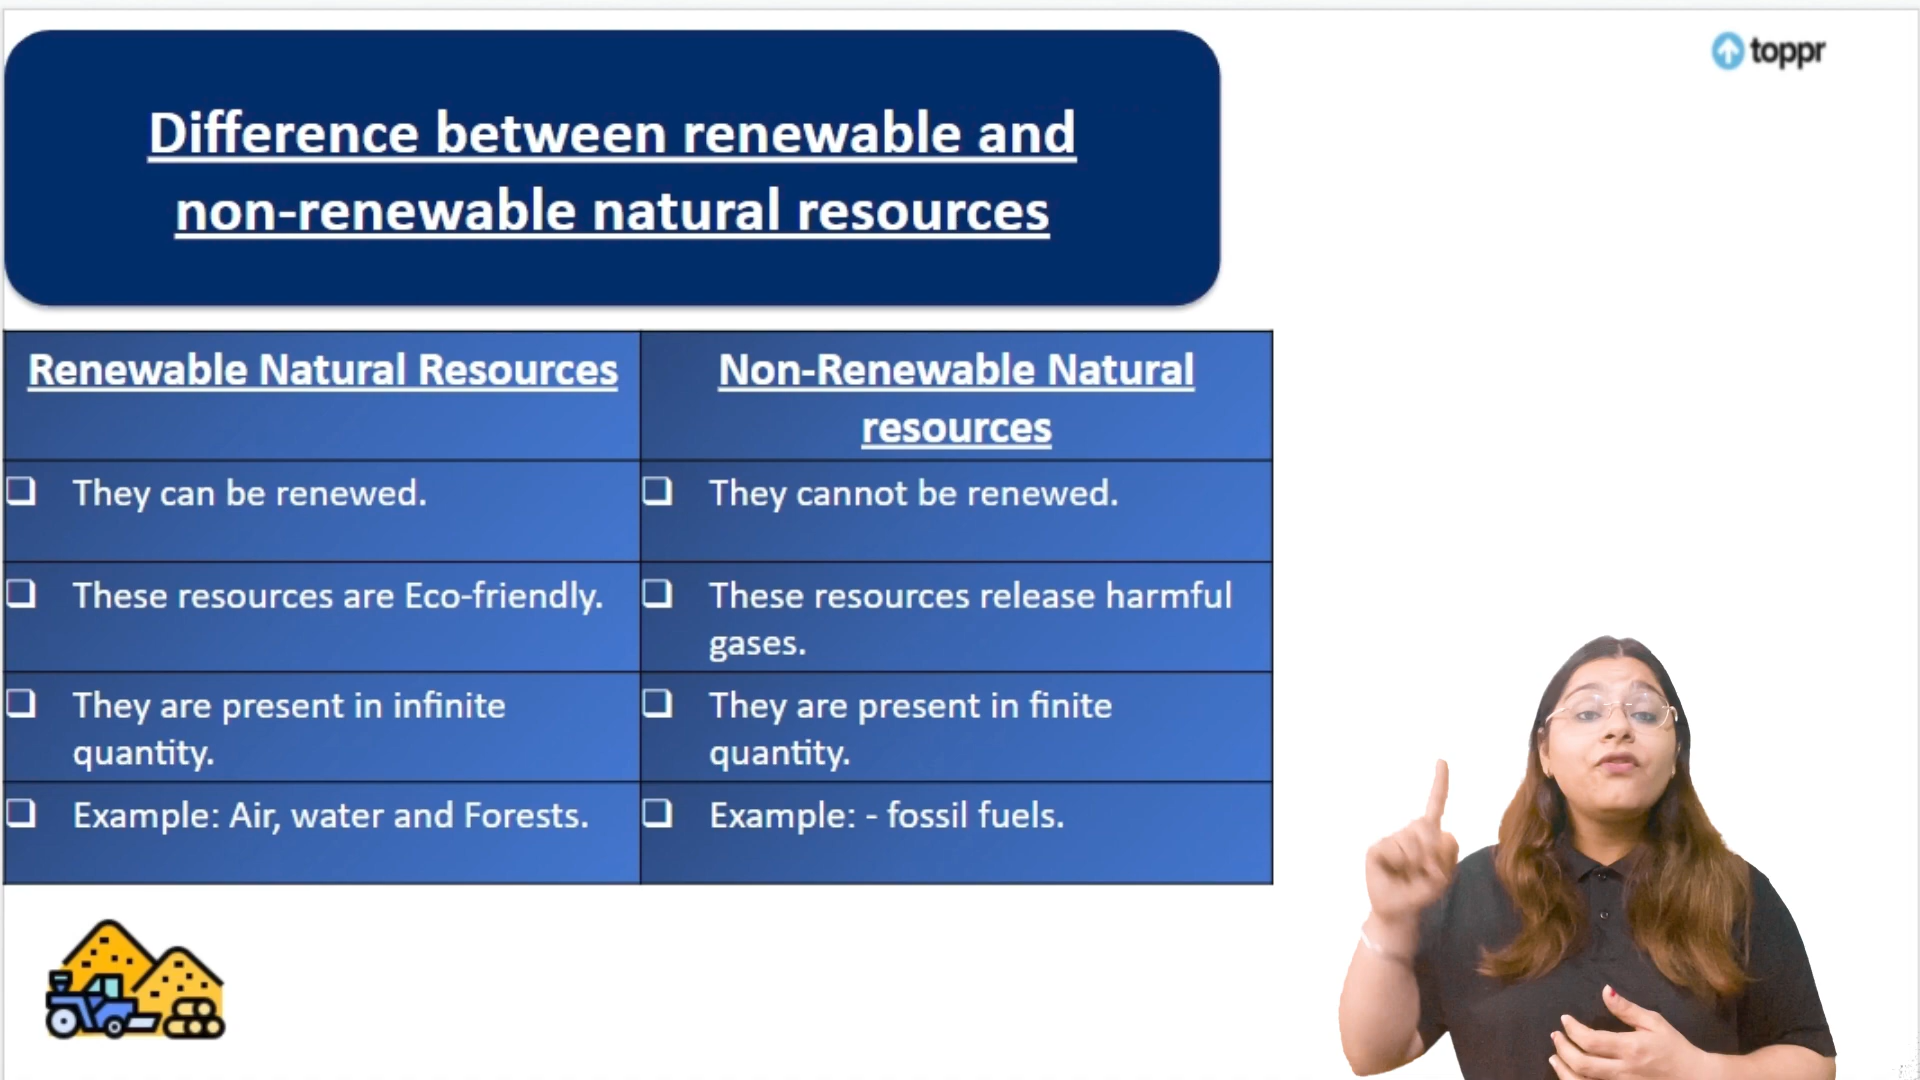 toppr
Difference between renewable and
non-renewable natural resources
Renewable Natural Resources
Non-Renewable Natural
resources
❑ They can be renewed.
❑ They cannot be renewed.
❑ These resources are Eco-friendly.
❑ These resources release harmful
gases.
❑ They are present in infinite
quantity.
❑ They are present in finite
quantity.
❑ Example: Air, water and Forests.
❑ Example: - fossil fuels.